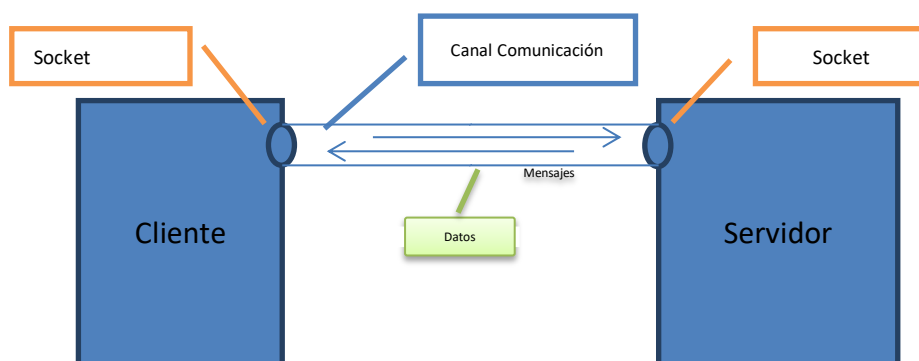 Socket
Canal Comunicación
Socket
Mensajes
Cliente
Datos
Servidor